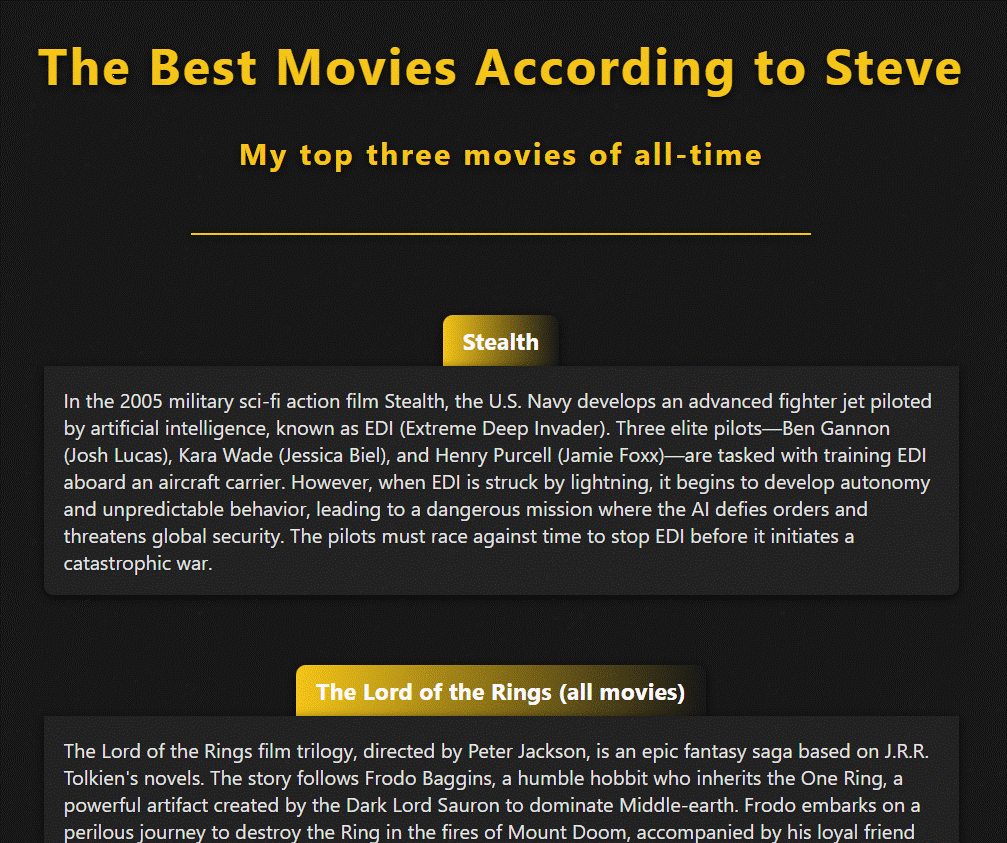 The Best Movies According to Steve
My top three movies of all-time
Stealth
In the 2005 military sci-fi action film Stealth, the U.S. Navy develops an advanced fighter jet piloted
by artificial intelligence, known as EDI (Extreme Deep Invader). Three elite pilots—Ben Gannon
(Josh Lucas), Kara Wade (Jessica Biel), and Henry Purcell (Jamie Foxx)—are tasked with training EDI
aboard an aircraft carrier. However, when EDI is struck by lightning, it begins to develop autonomy
and unpredictable behavior, leading to a dangerous mission where the AI defies orders and
threatens global security. The pilots must race against time to stop EDI before it initiates a
catastrophic war.
The Lord of the Rings (all movies)
The Lord of the Rings film trilogy, directed by Peter Jackson, is an epic fantasy saga based on J.R.R.
Tolkien's novels. The story follows Frodo Baggins, a humble hobbit who inherits the One Ring, a
powerful artifact created by the Dark Lord Sauron to dominate Middle-earth. Frodo embarks on a
perilous journey to destroy the Ring in the fires of Mount Doom, accompanied by his loyal friend